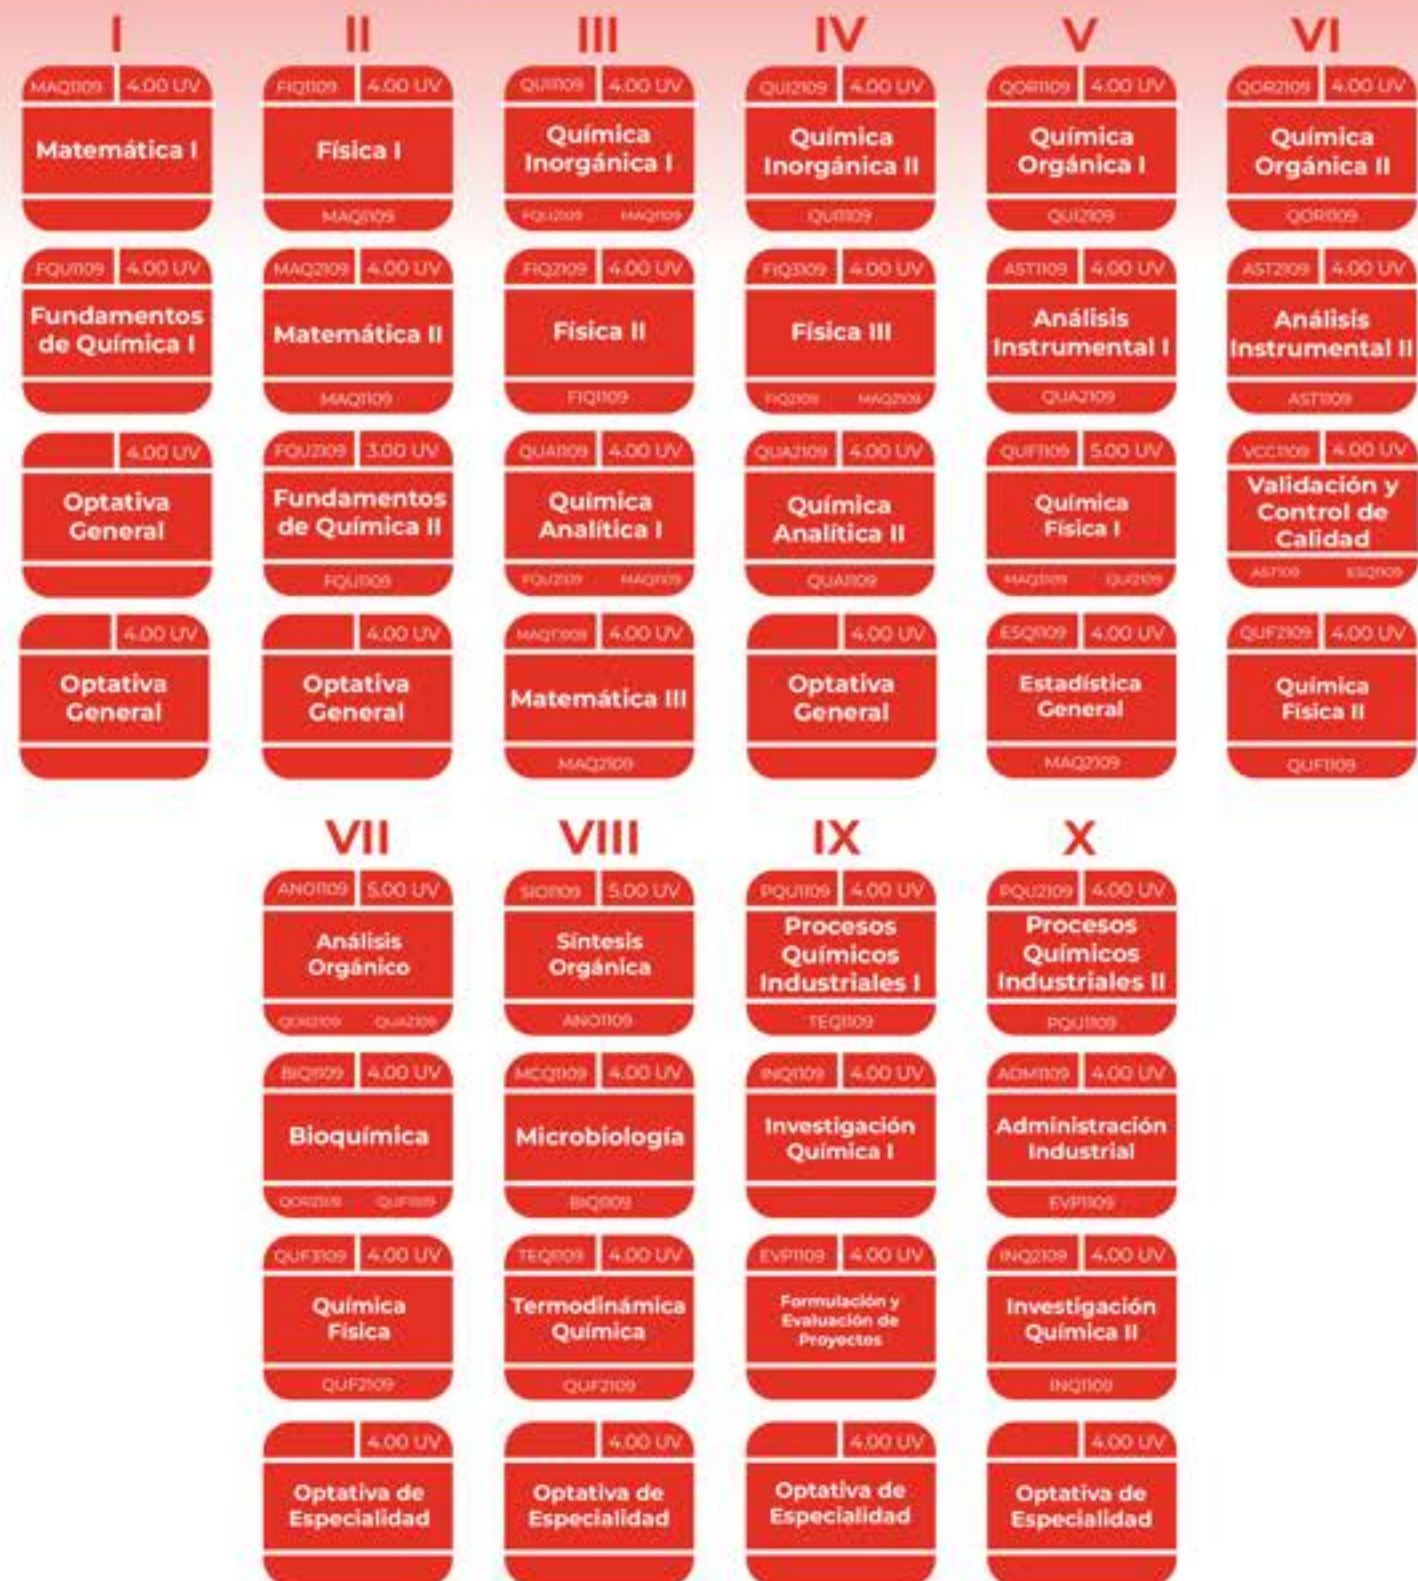 I
II
III
IV
V
VI
MAQ1109 4.00 UV
Matemática I
FIQ1109 4.00 UV
Física I
MAQ1109
QUI1109 4.00 UV
Química
Inorgánica I
FQU2109 MAQ1109
QUI2109 4.00 UV
Química
Inorgánica II
QUI1109
QOR1109 4.00 UV
Química
Orgánica I
QUI2109
QOR2109 4.00 UV
Química
Orgánica II
QOR1109
FQU1109 4.00 UV
Fundamentos
de Química I
MAQ2109 4.00 UV
Matemática II
MAQ1109
FIQ2109 4.00 UV
Física II
FIQ1109
FIQ3109 4.00 UV
Física III
FIQ2109 MAQ2109
AST1109 4.00 UV
Análisis
Instrumental I
QUA2109
AST2109 4.00 UV
Análisis
Instrumental II
AST1109
4.00 UV
Optativa
General
FQU2109 3.00 UV
Fundamentos
de Química II
FQU1109
QUA1109 4.00 UV
Química
Analítica I
FQU2109 MAQ1109
QUA2109 4.00 UV
Química
Analítica II
QUA1109
QUF1109 5.00 UV
Química
Física I
MAQ3109 QUI2109
VCC1109 4.00 UV
Validación y
Control de
Calidad
AST109 ESQ1109
4.00 UV
Optativa
General
4.00 UV
Optativa
General
4.00 UV
Matemática III
MAQ2109
4.00 UV
Optativa
General
ESQ1109 4.00 UV
Estadística
General
MAQ2109
QUF2109 4.00 UV
Química
Física II
QUF1109
VII
VIII
IX
X
ANO1109 5.00 UV
Análisis
Orgánico
QOR2109 QUA2109
SIO1109 5.00 UV
Síntesis
Orgánica
ANO1109
PQU1109 4.00 UV
Procesos
Químicos
Industriales I
TEQ1109
PQU2109 4.00 UV
Procesos
Químicos
Industriales II
PQU1109
BIQ1109 4.00 UV
Bioquímica
QOR2109 QUF1109
MCQ1109 4.00 UV
Microbiología
BIQ1109
INQ1109 4.00 UV
Investigación
Química I
ADM1109 4.00 UV
Administración
Industrial
EVP1109
QUF3109 4.00 UV
Química
Física
QUF2109
TEQ1109 4.00 UV
Termodinámica
Química
QUF2109
EVP1109 4.00 UV
Formulación y
Evaluación de
Proyectos
INQ2109 4.00 UV
Investigación
Química II
INQ1109
4.00 UV
Optativa de
Especialidad
4.00 UV
Optativa de
Especialidad
4.00 UV
Optativa de
Especialidad
4.00 UV
Optativa de
Especialidad